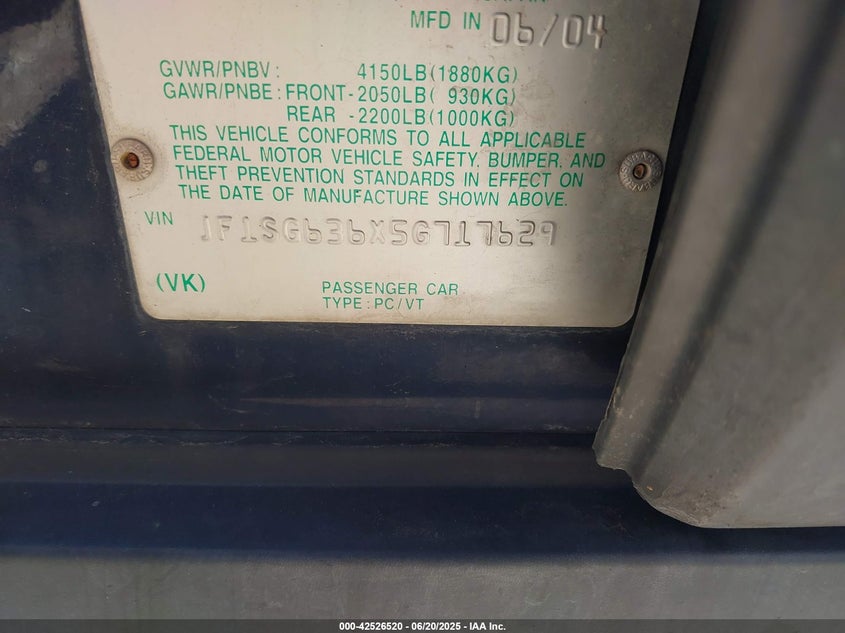 MFD IN 06/04
GVWR/PNBV : 4150LB(1880KG)
GAWR/PNBE : FRONT-2050LB( 930KG)
REAR -2200LB(1000KG)
THIS VEHICLE CONFORMS TO ALL APPLICABLE
FEDERAL MOTOR VEHICLE SAFETY, BUMPER, AND
THEFT PREVENTION STANDARDS IN EFFECT ON
THE DATE OF MANUFACTURE SHOWN ABOVE.
VIN JF1SG636X5G717629
(VK) PASSENGER CAR
TYPE : PC/VT
000-42526520 - 06/20/2025 - IAA Inc.